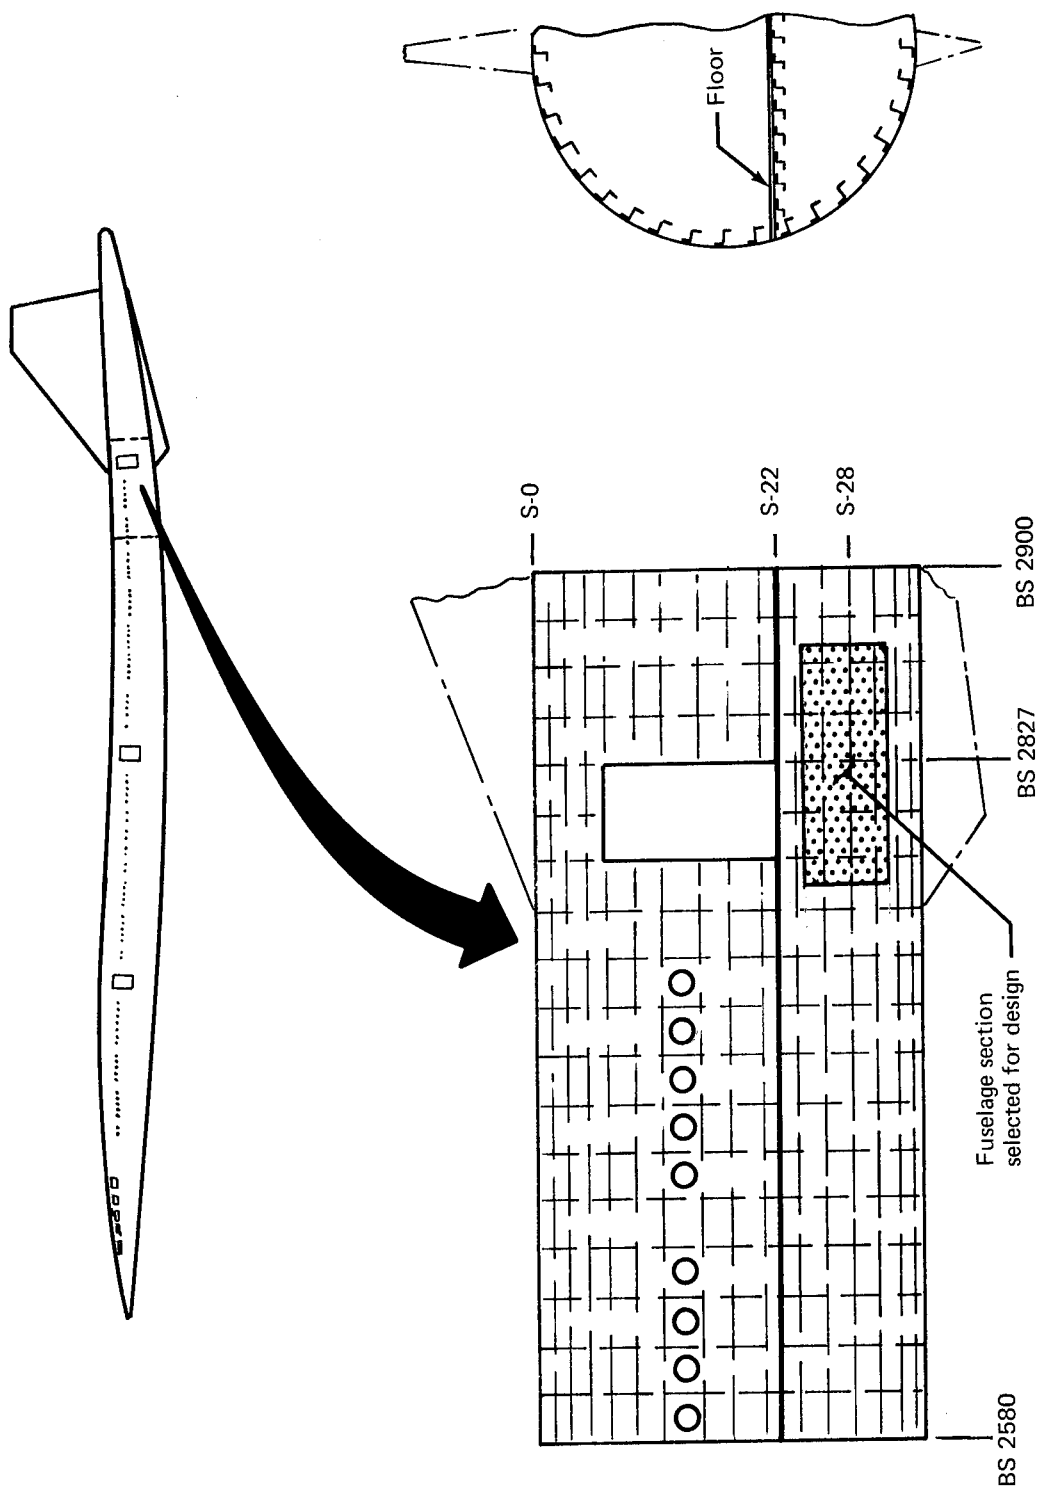 Floor
S-0
S-22
S-28
BS 2900
BS 2827
BS 2580
Fuselage section
selected for design